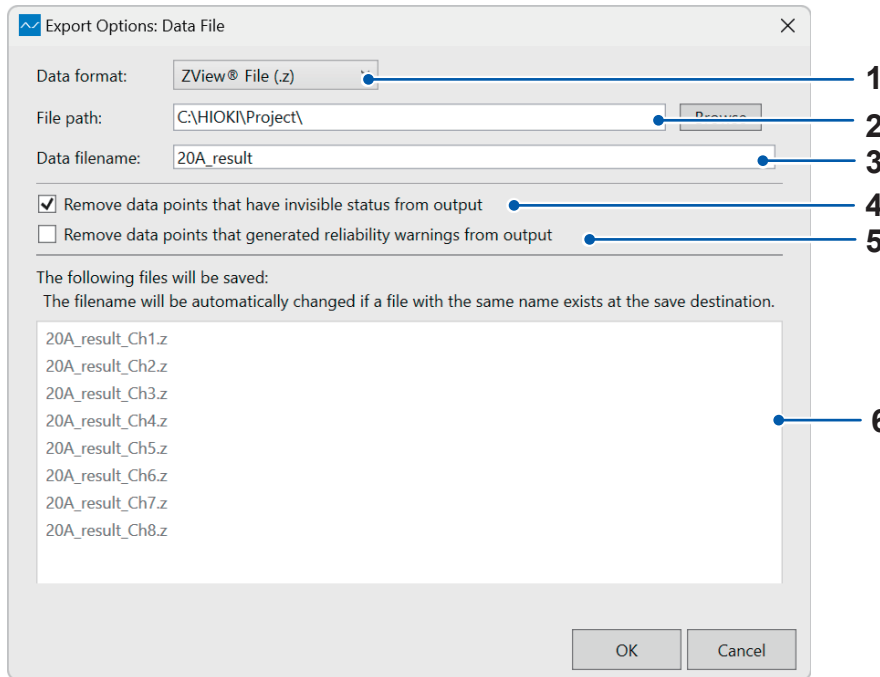 Export Options: Data File
Data format: ZView® File (.z) 1
File path: C:\HIOKI\Project\ Browse 2
Data filename: 20A_result 3
Remove data points that have invisible status from output 4
Remove data points that generated reliability warnings from output 5
The following files will be saved:
The filename will be automatically changed if a file with the same name exists at the save destination.
20A_result_Ch1.z
20A_result_Ch2.z
20A_result_Ch3.z
20A_result_Ch4.z
6
20A_result_Ch5.z
20A_result_Ch6.z
20A_result_Ch7.z
20A_result_Ch8.z
OK Cancel